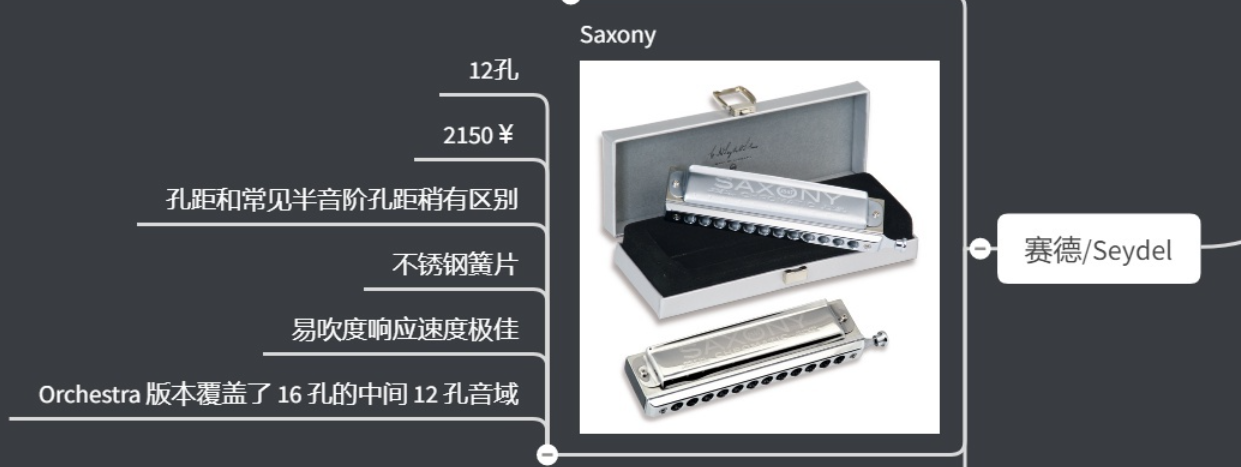 Saxony
12孔
2150￥
孔距和常见半音阶孔距稍有区别
不锈钢簧片
易吹度响应速度极佳
Orchestra 版本覆盖了 16 孔的中间 12 孔音域
SAXONY
SAXONY
赛德/Seydel